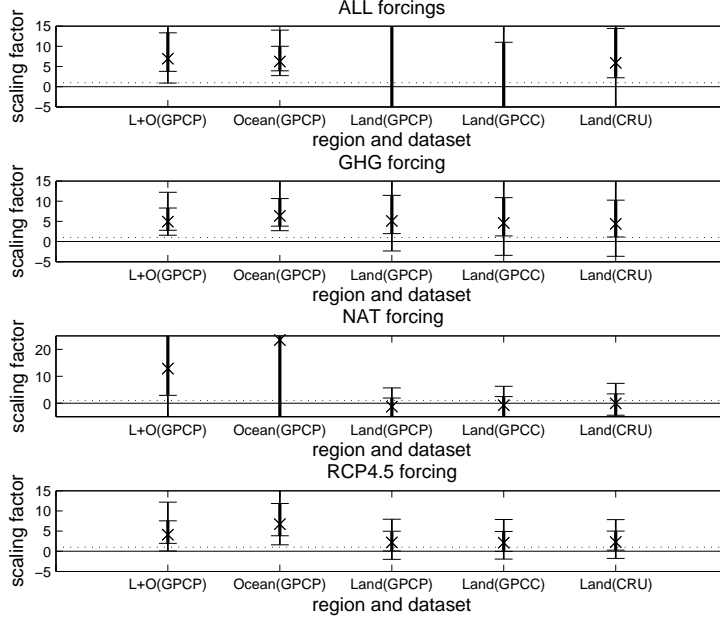 ALL forcings
15
10
5
0
−5
scaling factor
L+O(GPCP) Ocean(GPCP) Land(GPCP) Land(GPCC) Land(CRU)
region and dataset
GHG forcing
15
10
5
0
−5
scaling factor
L+O(GPCP) Ocean(GPCP) Land(GPCP) Land(GPCC) Land(CRU)
region and dataset
NAT forcing
20
10
0
scaling factor
L+O(GPCP) Ocean(GPCP) Land(GPCP) Land(GPCC) Land(CRU)
region and dataset
RCP4.5 forcing
15
10
5
0
−5
scaling factor
L+O(GPCP) Ocean(GPCP) Land(GPCP) Land(GPCC) Land(CRU)
region and dataset